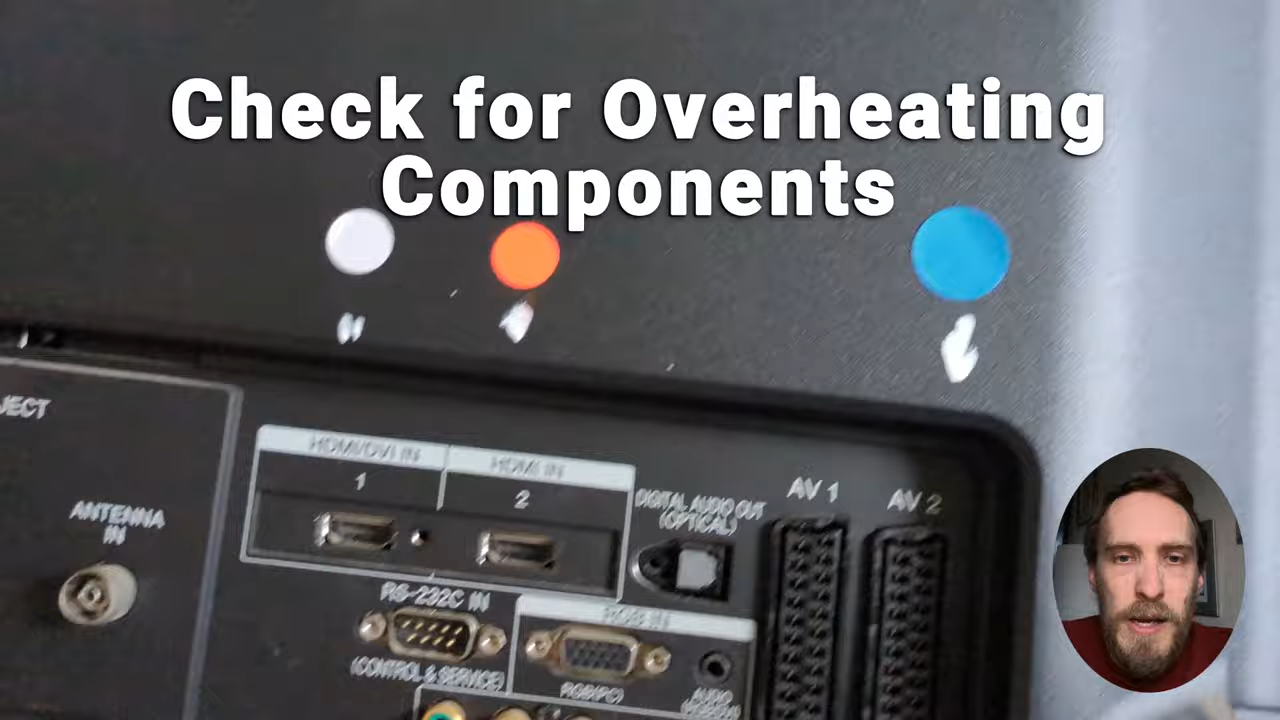 Check for Overheating
Components
JECT
HDMI/DVI IN
HDMI IN
1
2
DIGITAL AUDIO OUT
(OPTICAL)
AV 1
AV 2
ANTENNA
IN
RS-232C IN
(CONTROL & SERVICE)
RGB IN
RGB(PC)
AUDIO